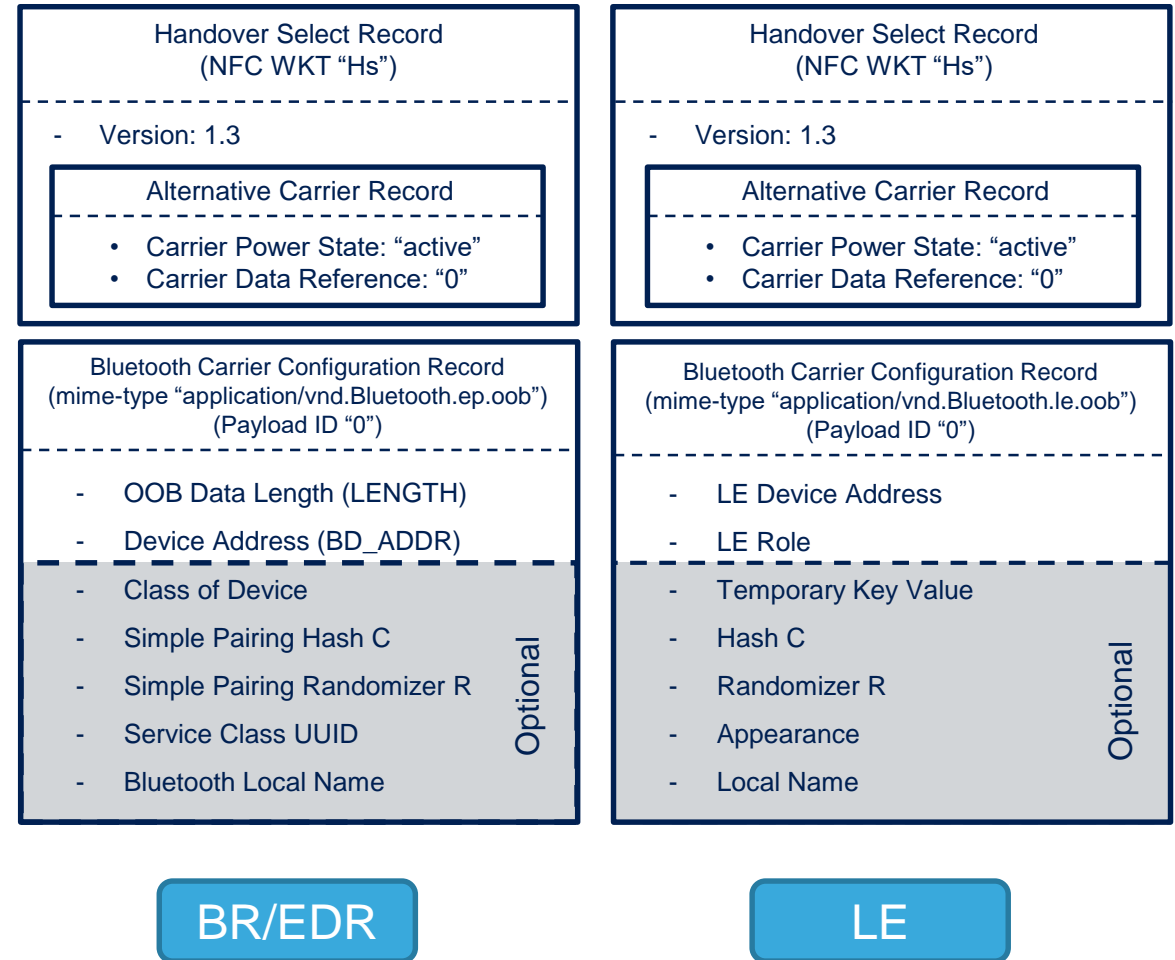 Handover Select Record
(NFC WKT “Hs”)
- Version: 1.3
Alternative Carrier Record
• Carrier Power State: “active”
• Carrier Data Reference: “0”
Bluetooth Carrier Configuration Record
(mime-type “application/vnd.Bluetooth.ep.oob”)
(Payload ID “0”)
- OOB Data Length (LENGTH)
- Device Address (BD_ADDR)
- Class of Device
- Simple Pairing Hash C
- Simple Pairing Randomizer R
- Service Class UUID
- Bluetooth Local Name
Optional
BR/EDR
Handover Select Record
(NFC WKT “Hs”)
- Version: 1.3
Alternative Carrier Record
• Carrier Power State: “active”
• Carrier Data Reference: “0”
Bluetooth Carrier Configuration Record
(mime-type “application/vnd.Bluetooth.le.oob”)
(Payload ID “0”)
- LE Device Address
- LE Role
- Temporary Key Value
- Hash C
- Randomizer R
- Appearance
- Local Name
Optional
LE